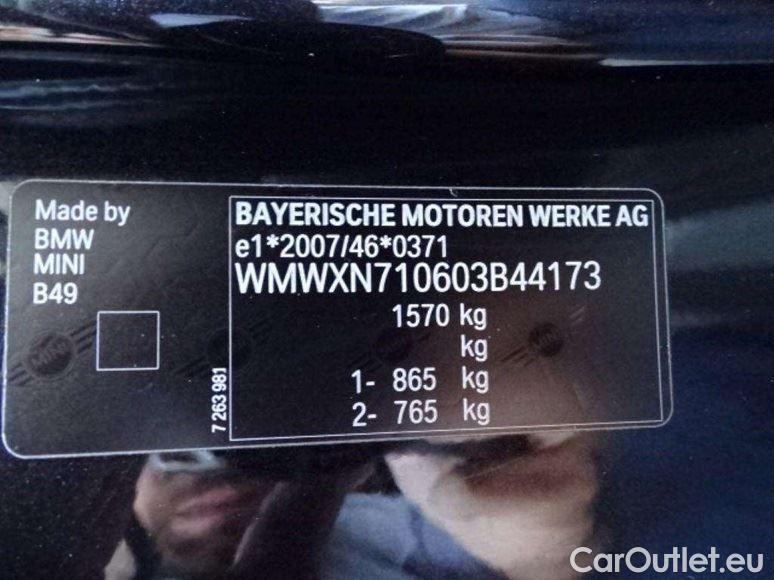 Made by
BMW
MINI
B49
7 263 981
BAYERISCHE MOTOREN WERKE AG
e1*2007/46*0371
WMWXN710603B44173
1570 kg
kg
1- 865 kg
2- 765 kg
CarOutlet.eu